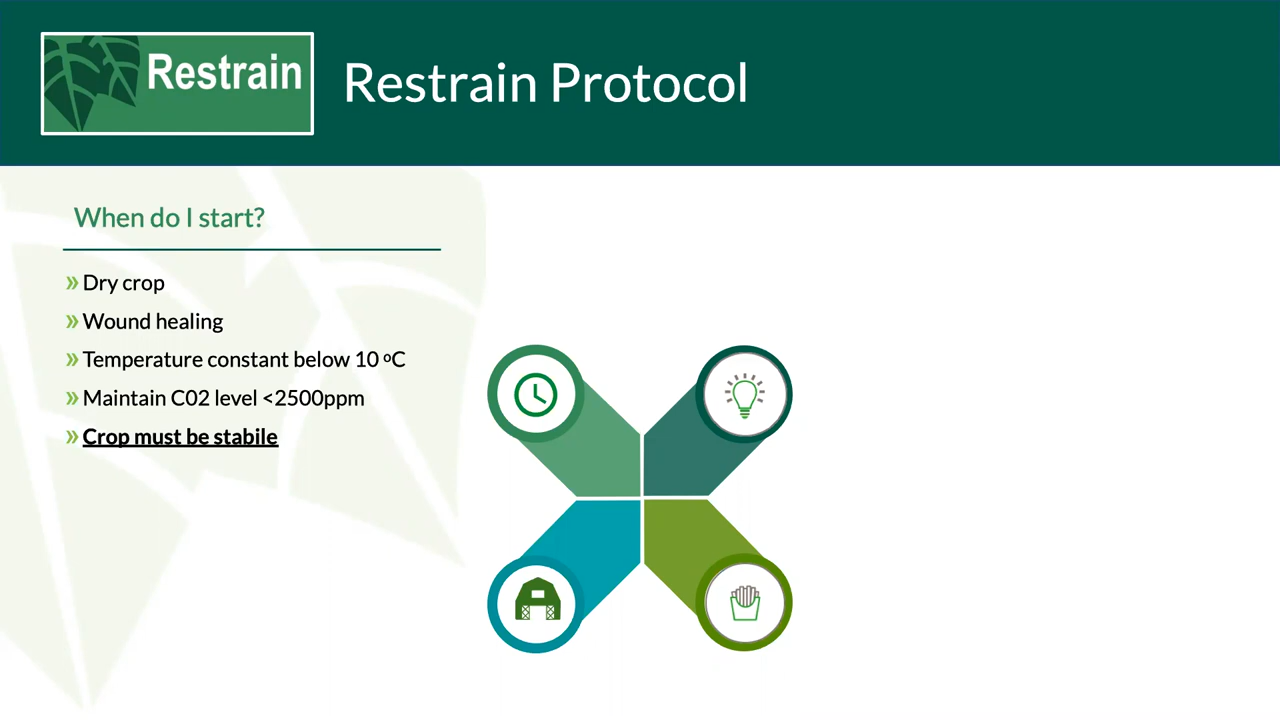 Restrain
Restrain Protocol
When do I start?
» Dry crop
» Wound healing
» Temperature constant below 10 ºC
» Maintain C02 level <2500ppm
» Crop must be stabile